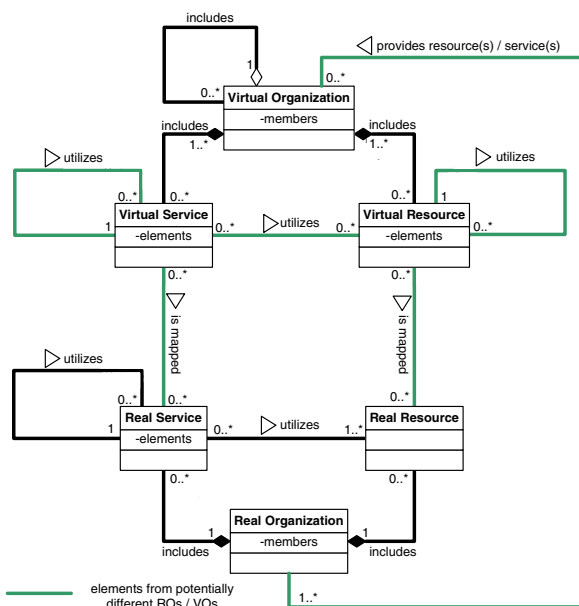 includes
provides resource(s) / service(s)
1
0..*
0..*
Virtual Organization
-members
includes
includes
1..*
1..*
utilizes
utilizes
0..*
0..*
0..*
1
Virtual Service
Virtual Resource
-elements
-elements
1
0..*
utilizes
0..*
0..*
0..*
0..*
is mapped
is mapped
utilizes
0..*
0..*
0..*
Real Service
Real Resource
-elements
1
0..*
utilizes
1..*
0..*
0..*
Real Organization
-members
1
1
includes
includes
elements from potentially
different ROs / VOs
1..*